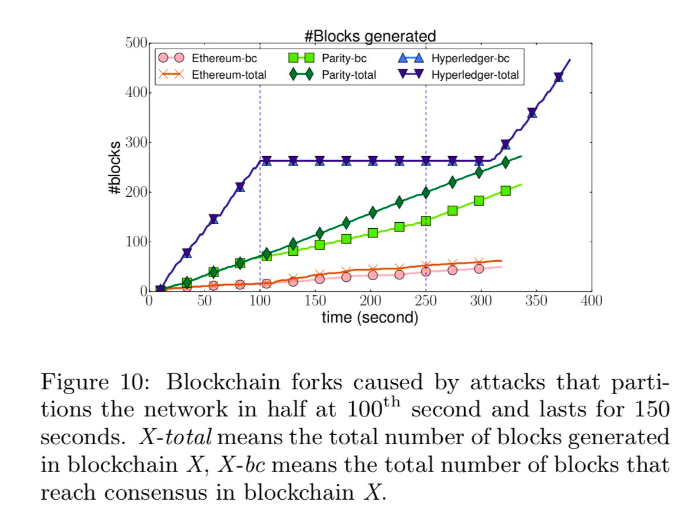 #Blocks generated
500
400
300
200
100
0
#blocks
Ethereum-bc Parity-bc Hyperledger-bc
Ethereum-total Parity-total Hyperledger-total
0 50 100 150 200 250 300 350 400
time (second)
Figure 10: Blockchain forks caused by attacks that parti-
tions the network in half at 100th second and lasts for 150
seconds. X-total means the total number of blocks generated
in blockchain X, X-bc means the total number of blocks that
reach consensus in blockchain X.